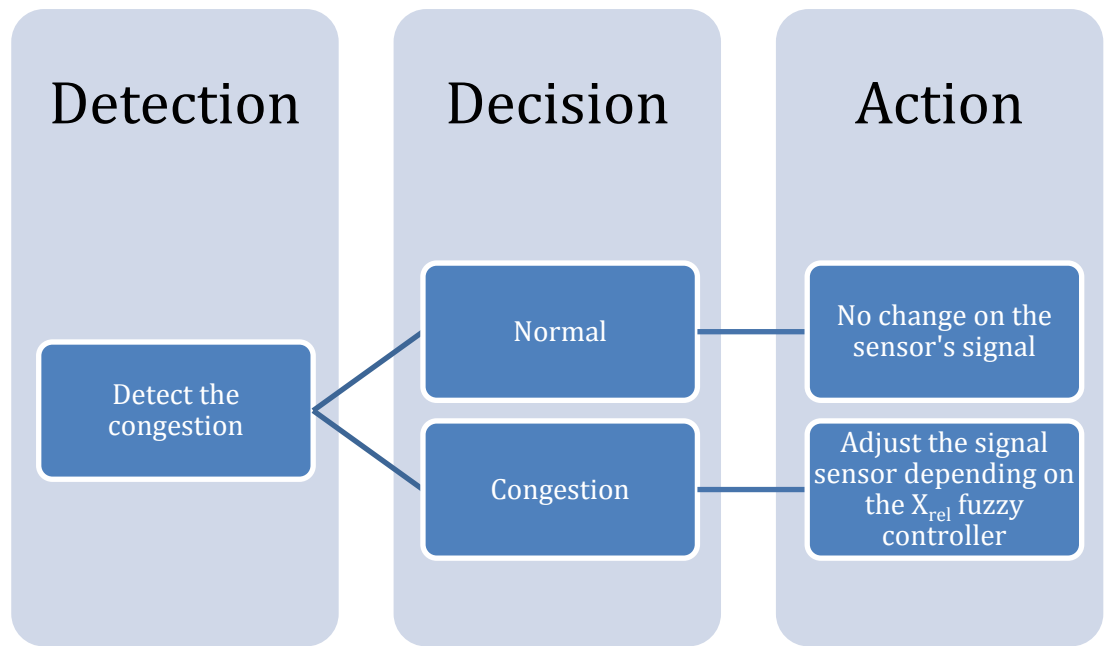 Detection
Decision
Action
Detect the
congestion
Normal
Congestion
No change on the
sensor's signal
Adjust the signal
sensor depending on
the Xrel fuzzy
controller